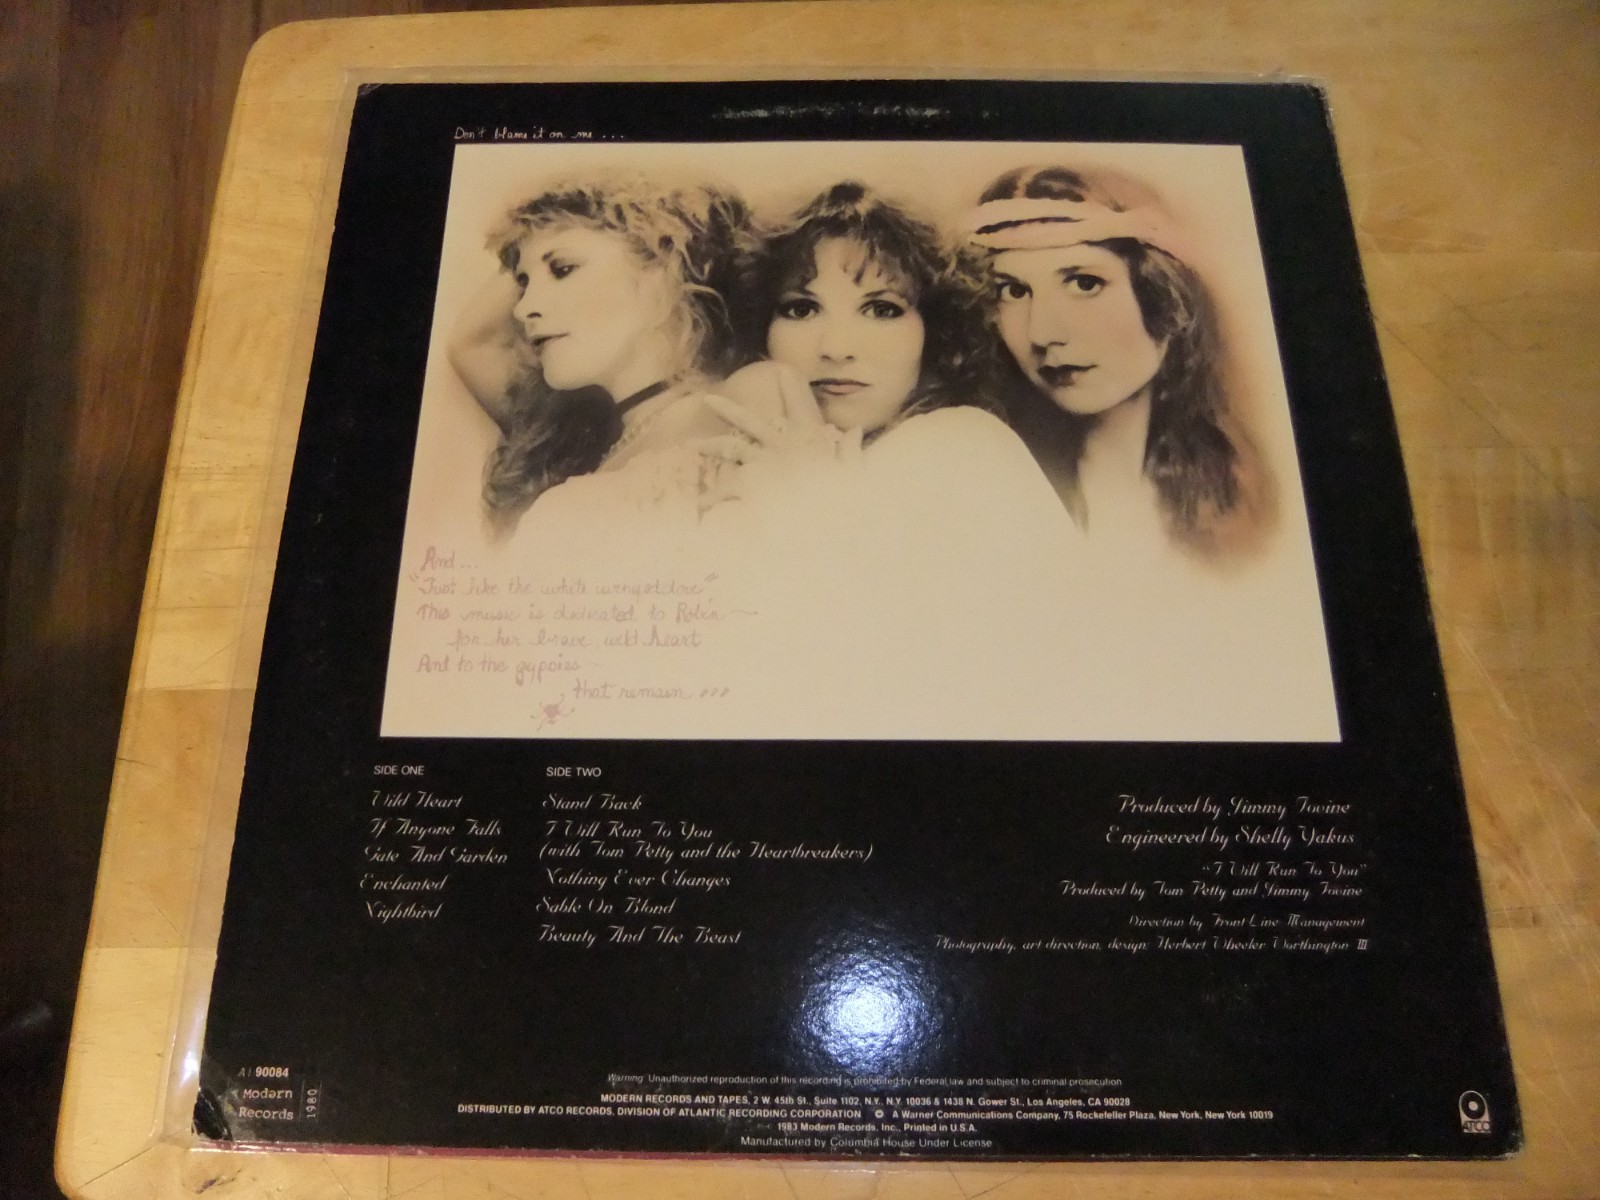 Don't blame it on me ...
And...
"Just like the white winged dove"
This music is dedicated to Robin
for her brave, wild heart
And to the gypsies
that remain ...
SIDE ONE
Wild Heart
If Anyone Falls
Gate And Garden
Enchanted
Nightbird
SIDE TWO
Stand Back
I Will Run To You
(with Tom Petty and the Heartbreakers)
Nothing Ever Changes
Sable On Blond
Beauty And The Beast
Produced by Jimmy Iovine
Engineered by Shelly Yakus
"I Will Run To You"
Produced by Tom Petty and Jimmy Iovine
Direction by Front Line Management
Photography, art direction, design: Herbert Wheeler Worthington III
A1 90084
Modern
Records
1980
Warning: Unauthorized reproduction of this recording is prohibited by Federal law and subject to criminal prosecution
MODERN RECORDS AND TAPES, 2 W. 45th St., Suite 1102, N.Y., N.Y. 10036 & 1438 N. Gower St., Los Angeles, CA 90028
DISTRIBUTED BY ATCO RECORDS, DIVISION OF ATLANTIC RECORDING CORPORATION A Warner Communications Company, 75 Rockefeller Plaza, New York, New York 10019
1983 Modern Records, Inc., Printed in U.S.A.
Manufactured by Columbia House Under License
ATCO